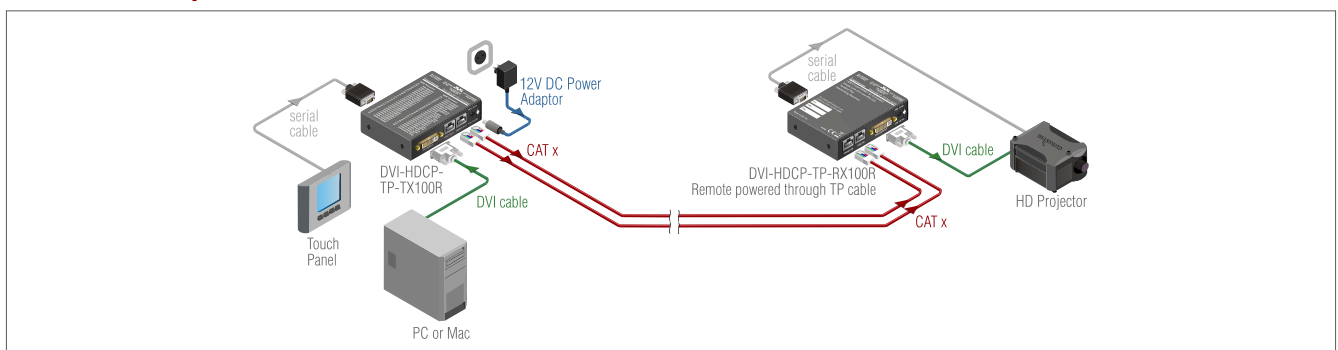 serial
cable
12V DC Power
Adaptor
DVI-HDCP-
TP-TX100R
CAT x
DVI cable
Touch
Panel
PC or Mac
serial
cable
DVI-HDCP-TP-RX100R
Remote powered through TP cable
DVI cable
CAT x
HD Projector